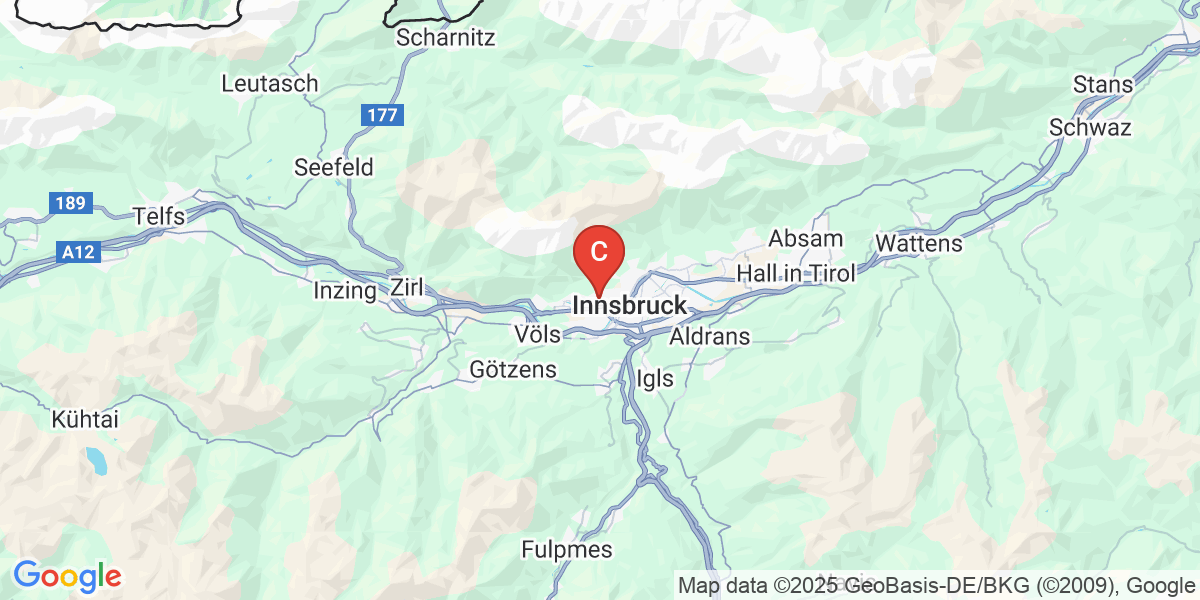 Scharnitz
Leutasch
Stans
177
Schwaz
Seefeld
189
Telfs
Absam
A12
Wattens
C
Hall in Tirol
Inzing
Zirl
Innsbruck
Völs
Aldrans
Götzens
Igls
Kühtai
Fulpmes
Google
Map data ©2025 GeoBasis-DE/BKG (©2009), Google